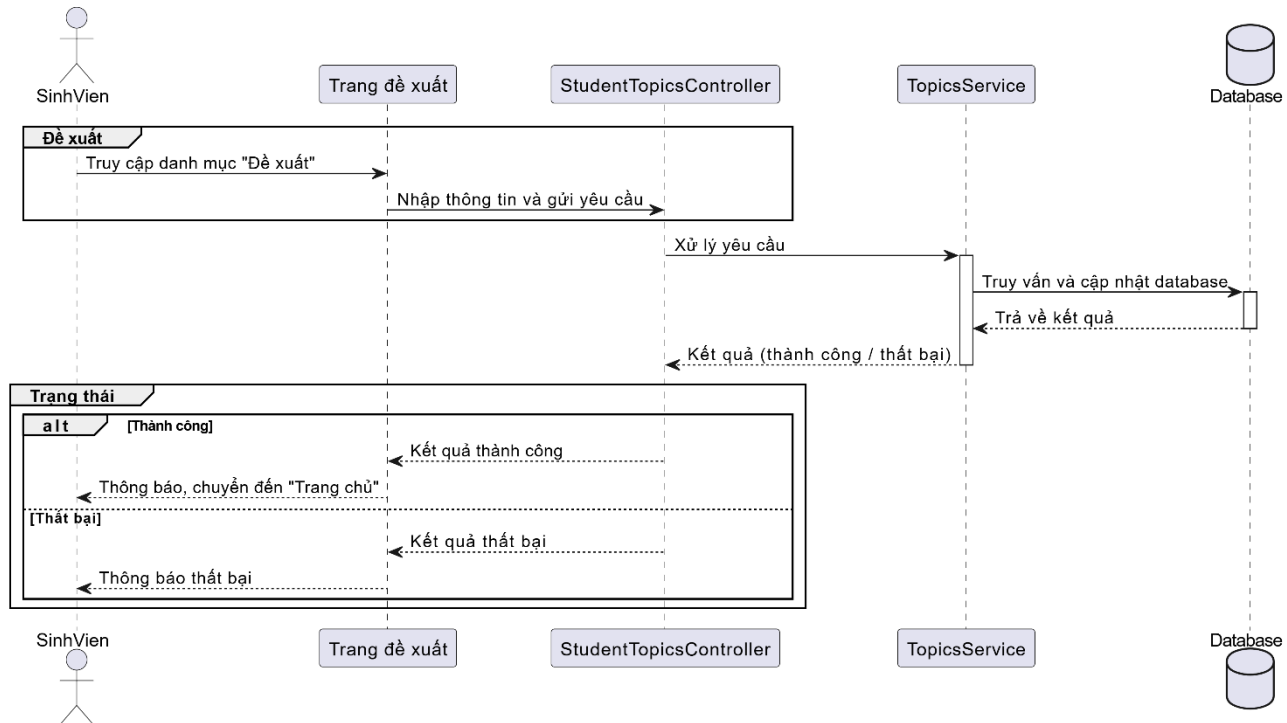 SinhVien
Trang đề xuất
StudentTopicsController
TopicsService
Database
Đề xuất
Truy cập danh mục "Đề xuất"
Nhập thông tin và gửi yêu cầu
Xử lý yêu cầu
Truy vấn và cập nhật database
Trả về kết quả
Kết quả (thành công / thất bại)
Trạng thái
alt [Thành công]
Kết quả thành công
Thông báo, chuyển đến "Trang chủ"
[Thất bại]
Kết quả thất bại
Thông báo thất bại
SinhVien
Trang đề xuất
StudentTopicsController
TopicsService
Database